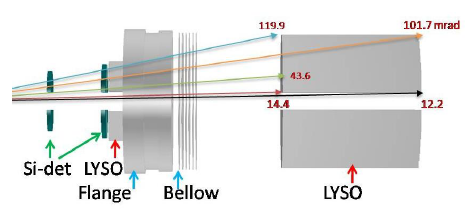 119.9
101.7 mrad
43.6
14.4
12.2
Si-det LYSO
Flange Bellow LYSO